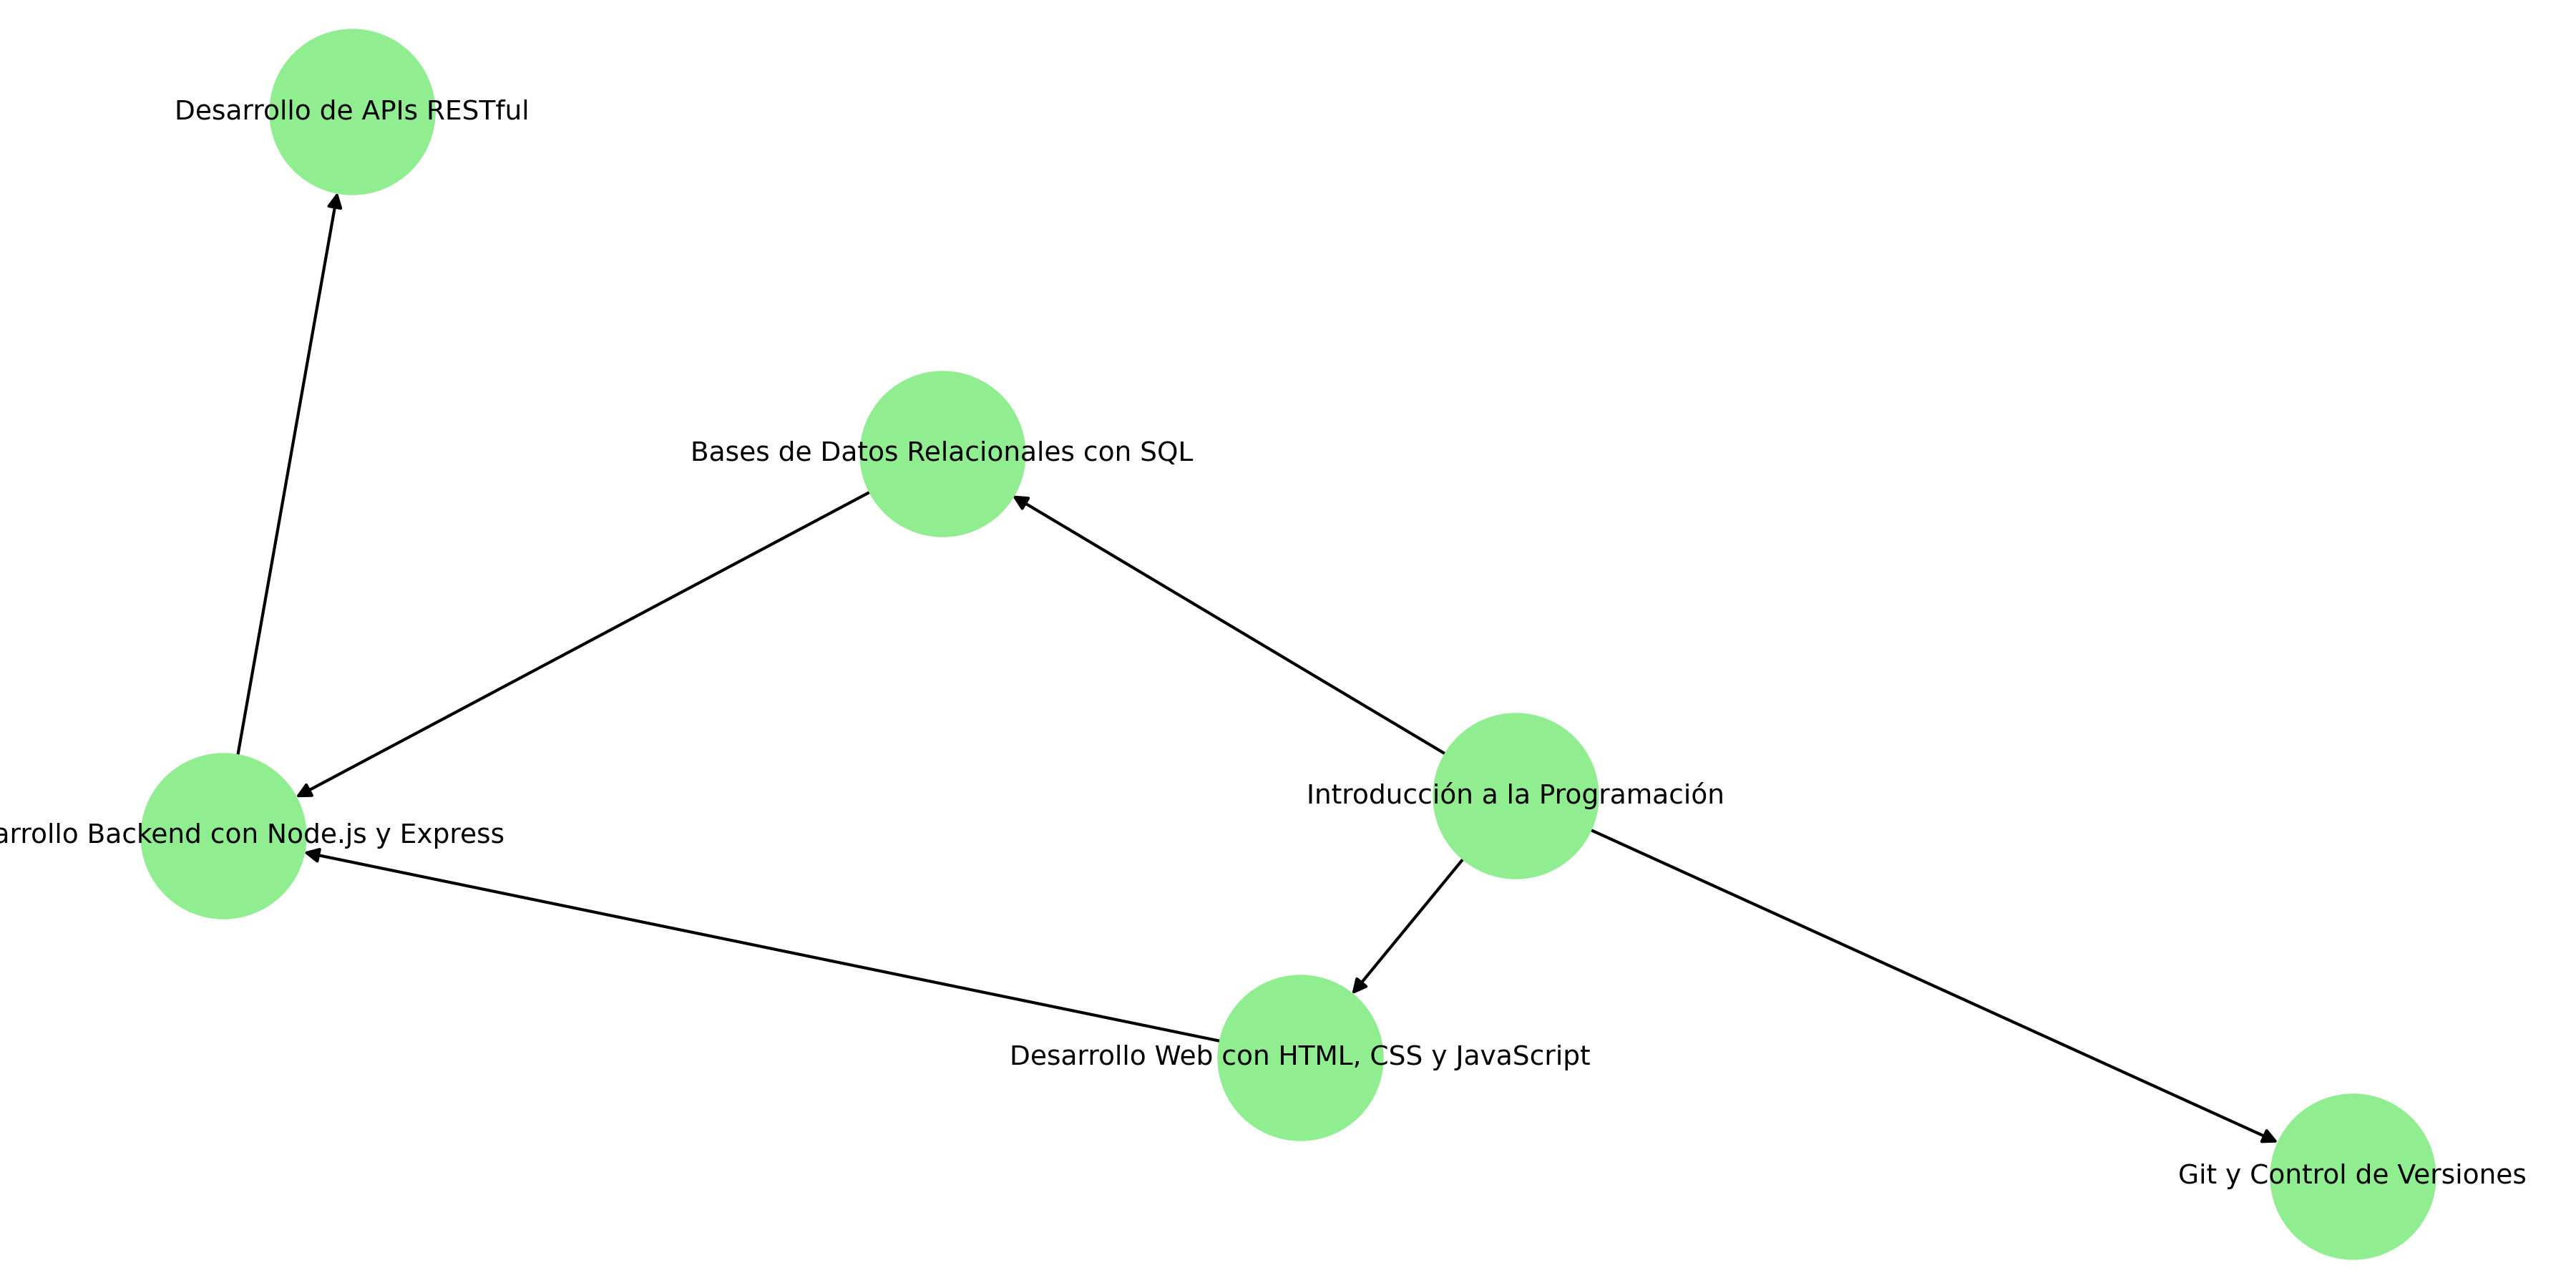 Desarrollo de APIs RESTful
Bases de Datos Relacionales con SQL
Introducción a la Programación
arrollo Backend con Node.js y Express
Desarrollo Web con HTML, CSS y JavaScript
Git y Control de Versiones